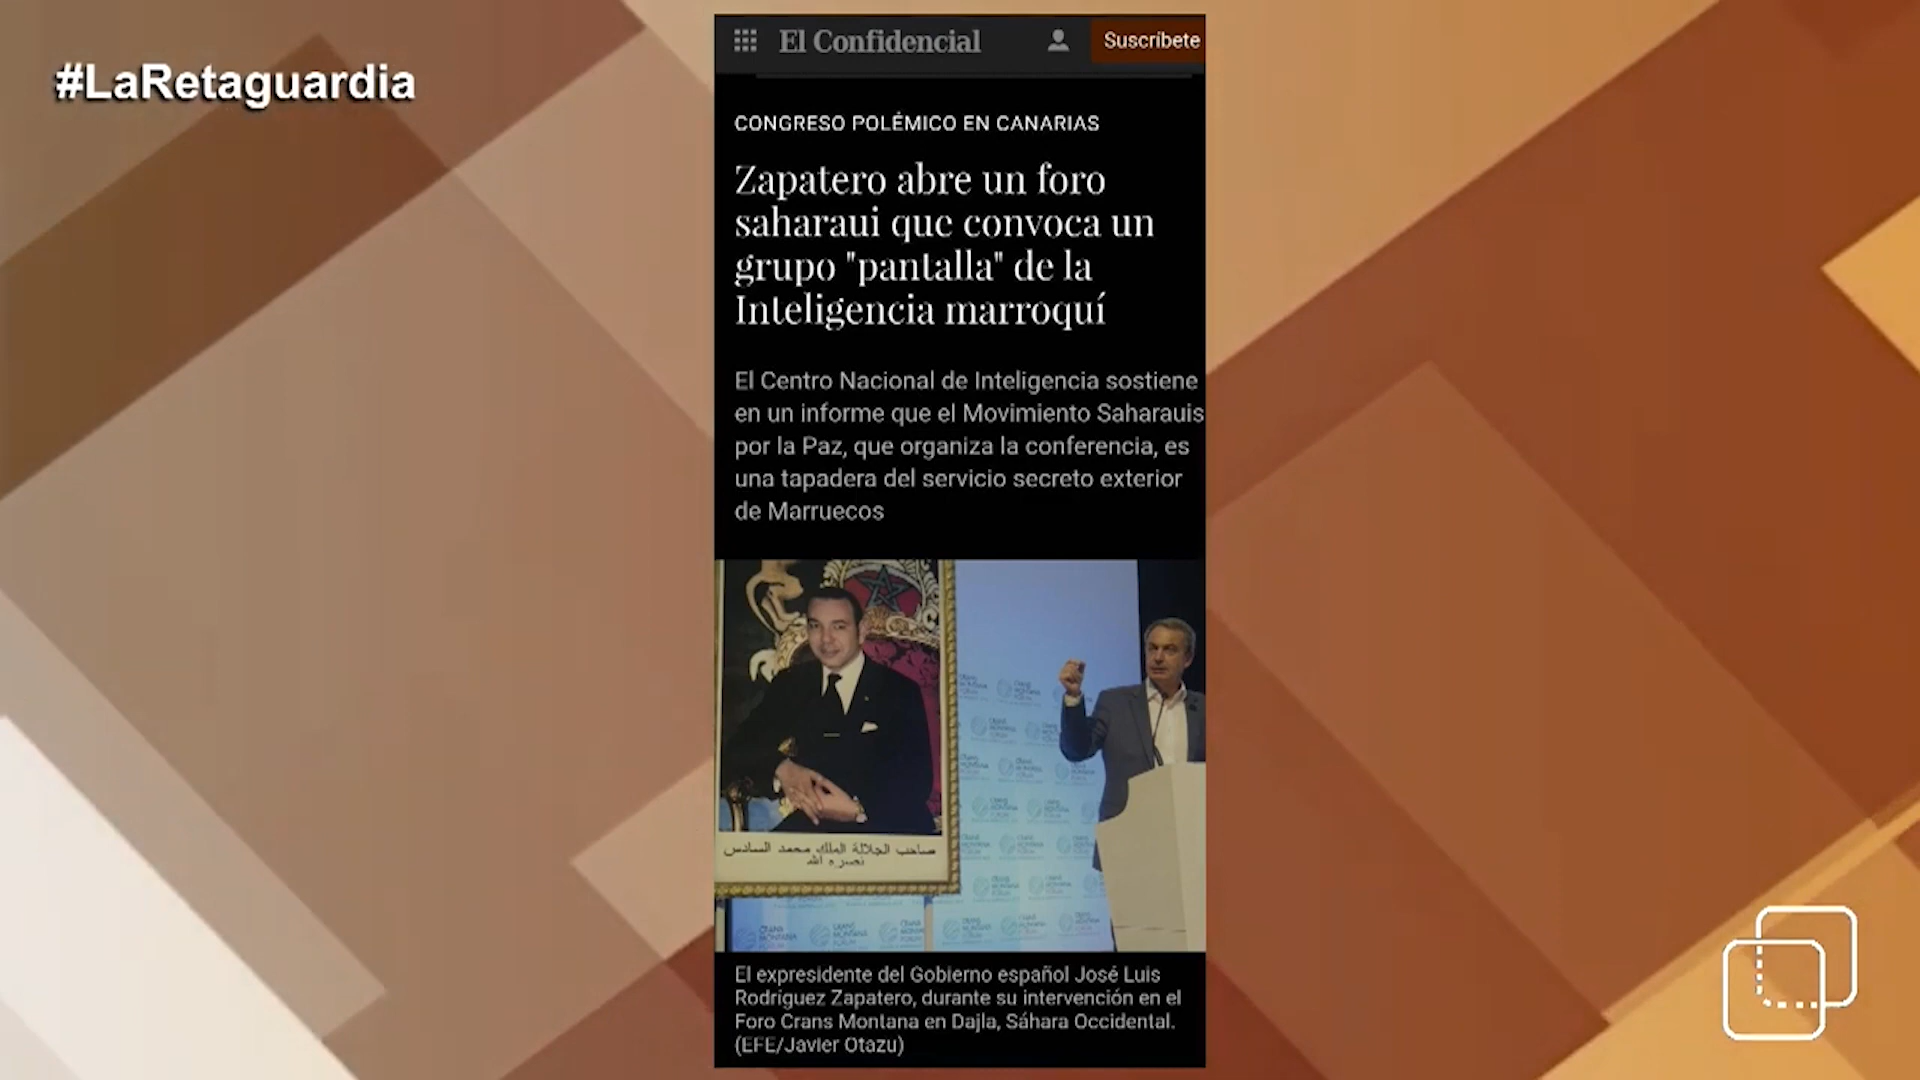 #LaRetaguardia
El Confidencial
Suscríbete
CONGRESO POLÉMICO EN CANARIAS
Zapatero abre un foro
saharaui que convoca un
grupo "pantalla" de la
Inteligencia marroquí
El Centro Nacional de Inteligencia sostiene
en un informe que el Movimiento Saharauis
por la Paz, que organiza la conferencia, es
una tapadera del servicio secreto exterior
de Marruecos
صاحب الجلالة الملك محمد السادس
نصره الله
CRANS
MONTANA
FORUM
El expresidente del Gobierno español José Luis
Rodríguez Zapatero, durante su intervención en el
Foro Crans Montana en Dajla, Sáhara Occidental.
(EFE/Javier Otazu)